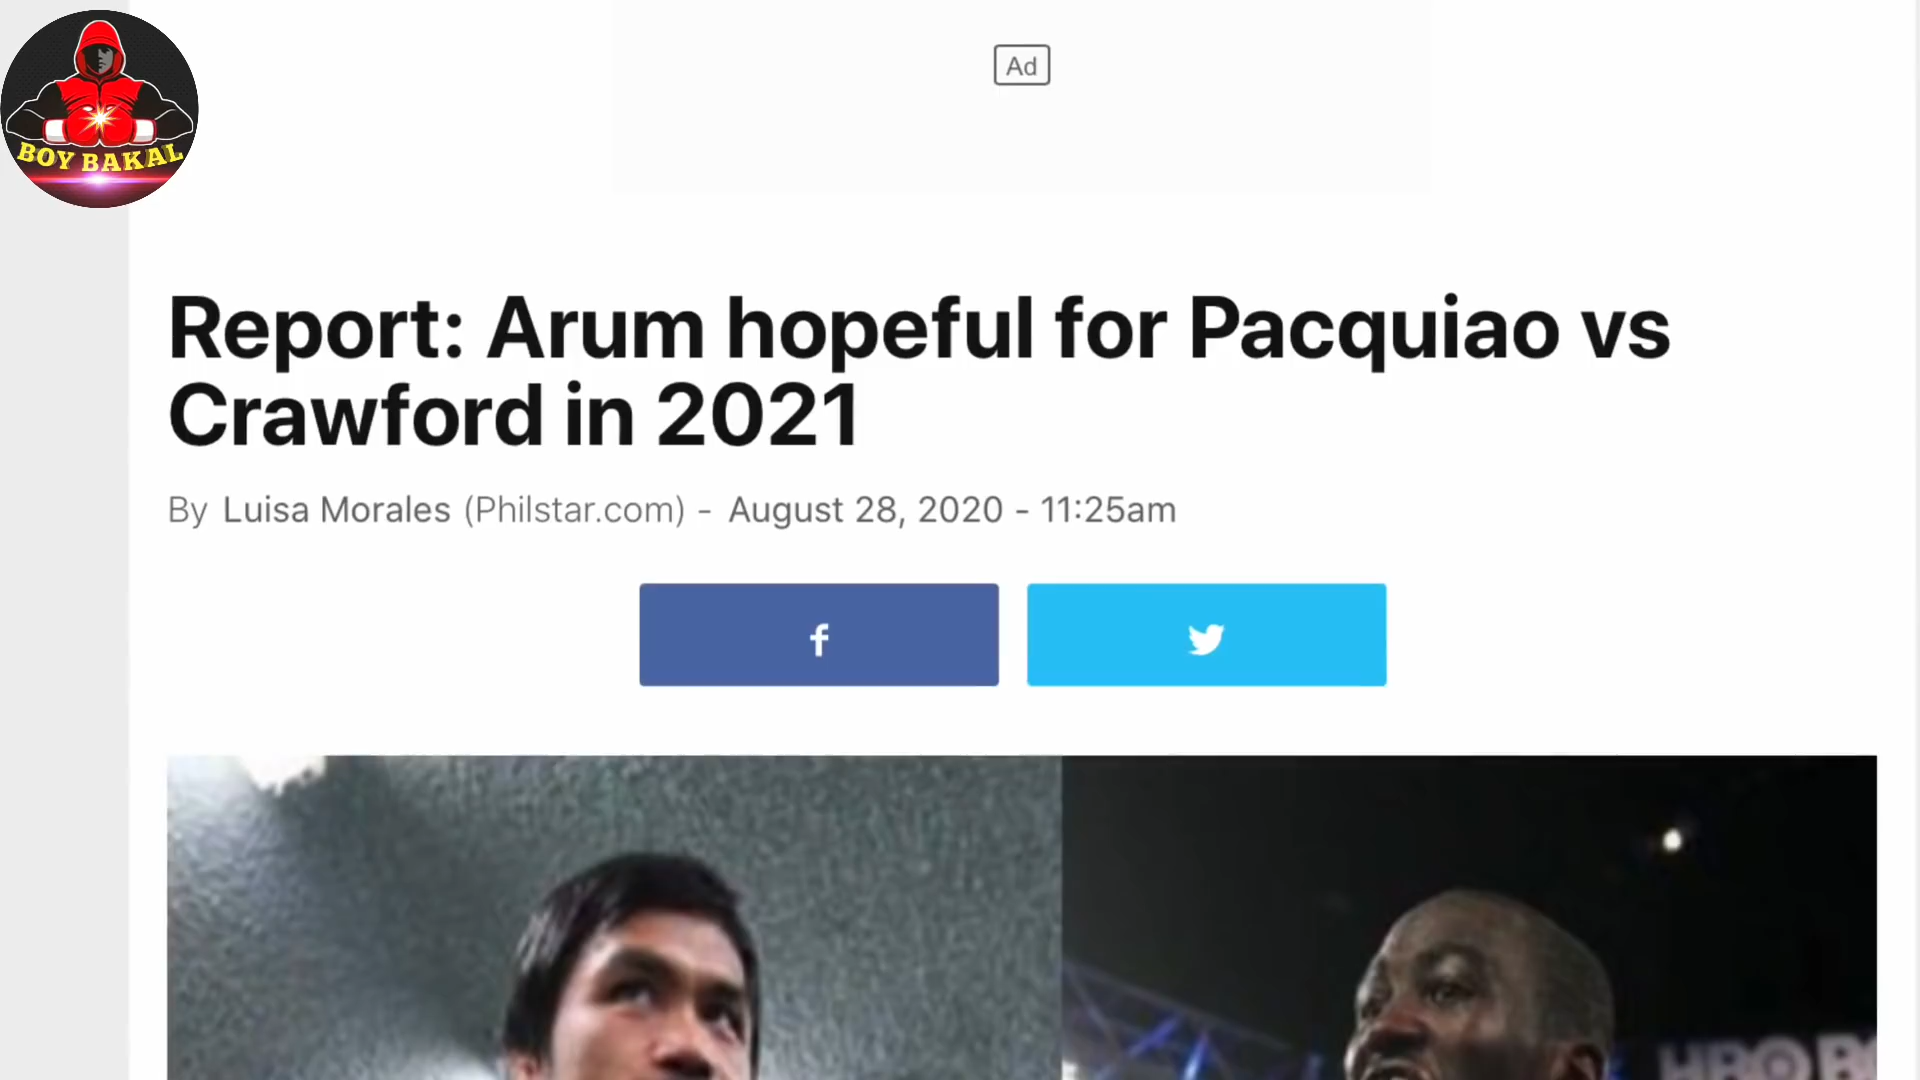 BOY BAKAL
Ad
Report: Arum hopeful for Pacquiao vs
Crawford in 2021
By Luisa Morales (Philstar.com) - August 28, 2020 - 11:25am
f
HBO